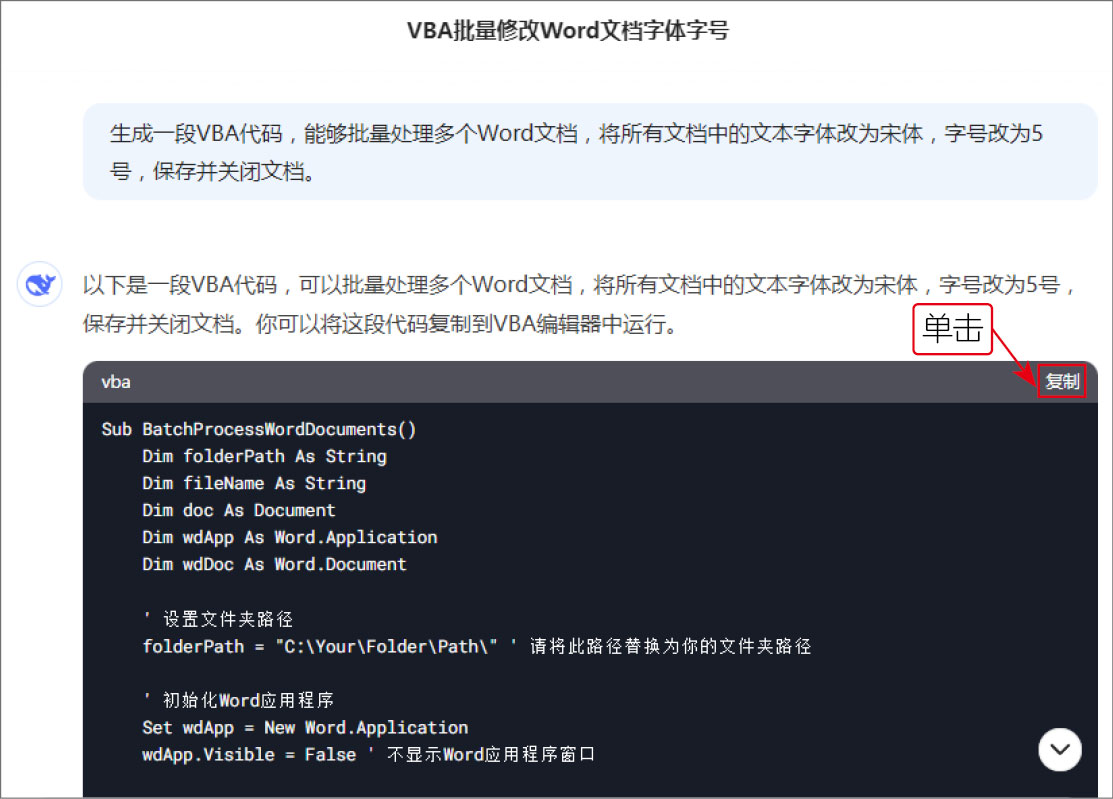 VBA批量修改Word文档字体字号
生成一段VBA代码，能够批量处理多个Word文档，将所有文档中的文本字体改为宋体，字号改为5
号，保存并关闭文档。
以下是一段VBA代码，可以批量处理多个Word文档，将所有文档中的文本字体改为宋体，字号改为5号，
保存并关闭文档。你可以将这段代码复制到VBA编辑器中运行。
单击
vba
复制
Sub BatchProcessWordDocuments()
    Dim folderPath As String
    Dim fileName As String
    Dim doc As Document
    Dim wdApp As Word.Application
    Dim wdDoc As Word.Document
    ' 设置文件夹路径
    folderPath = "C:\Your\Folder\Path\" ' 请将此路径替换为你的文件夹路径
    ' 初始化Word应用程序
    Set wdApp = New Word.Application
    wdApp.Visible = False ' 不显示Word应用程序窗口